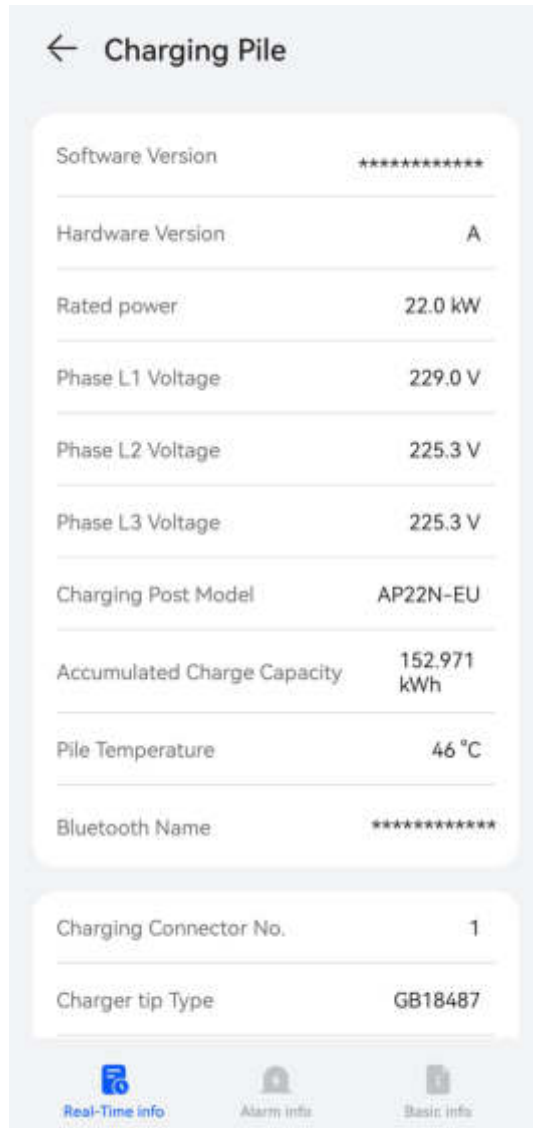 Charging Pile
Software Version ************
Hardware Version A
Rated power 22.0 kW
Phase L1 Voltage 229.0 V
Phase L2 Voltage 225.3 V
Phase L3 Voltage 225.3 V
Charging Post Model AP22N-EU
Accumulated Charge Capacity 152.971
kWh
Pile Temperature 46 °C
Bluetooth Name ************
Charging Connector No. 1
Charger tip Type GB18487
Real-Time info Alarm info Basic info